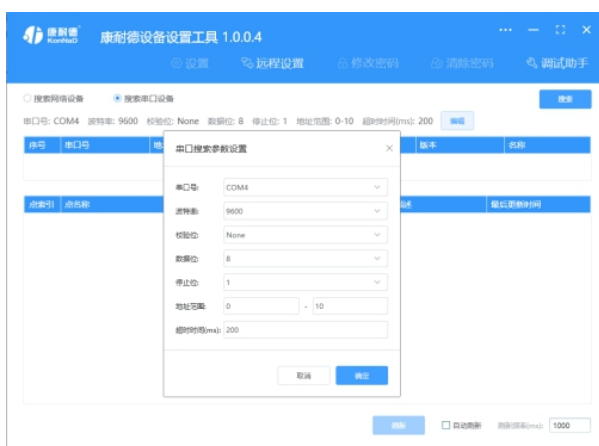 康耐德 KonNaD 康耐德设备设置工具 1.0.0.4
设置 远程设置 修改密码 清除密码 调试助手
搜索网络设备 搜索串口设备 搜索
串口号: COM4 波特率: 9600 校验位: None 数据位: 8 停止位: 1 地址范围: 0-10 超时时间(ms): 200 编辑
序号 串口号 地 版本 名称
点索引 点名称 描述 最后更新时间
串口搜索参数设置
串口号: COM4
波特率: 9600
校验位: None
数据位: 8
停止位: 1
地址范围: 0 - 10
超时时间(ms): 200
取消 确定
刷新 自动刷新 刷新频率(ms): 1000